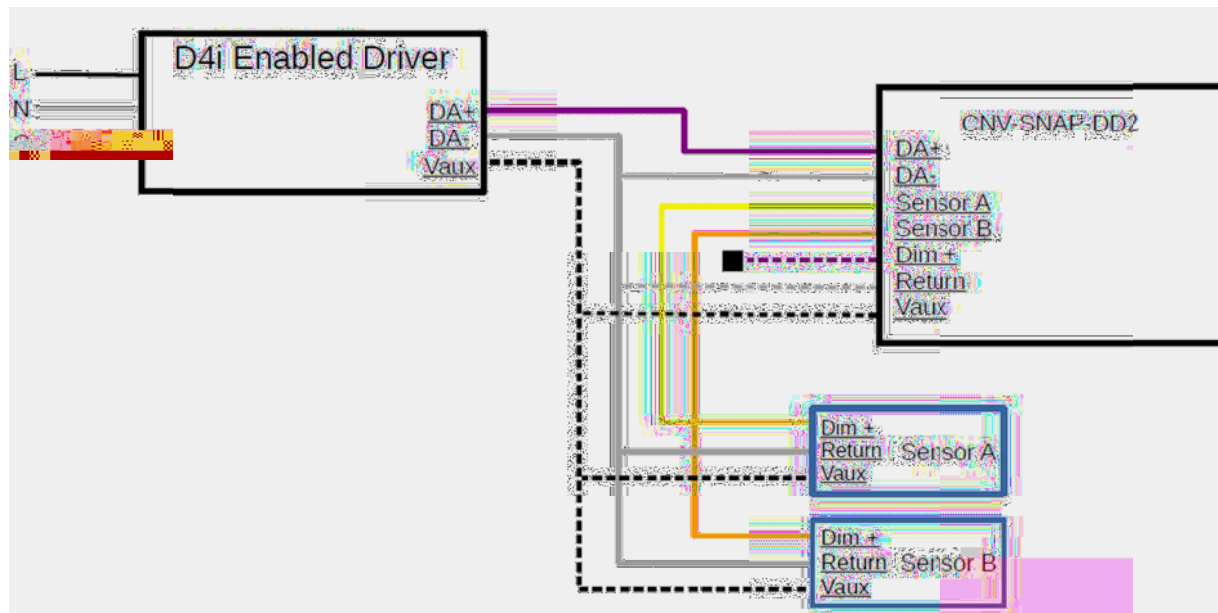 D4i Enabled Driver
L
N
DA+
DA-
Vaux
CNV-SNAP-DD2
DA+
DA-
Sensor A
Sensor B
Dim +
Return
Vaux
Dim +
Return
Vaux
Sensor A
Dim +
Return
Vaux
Sensor B